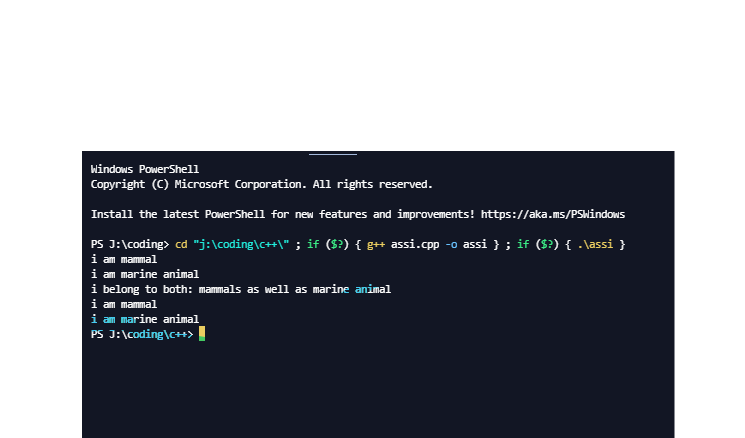 Windows PowerShell
Copyright (C) Microsoft Corporation. All rights reserved.
Install the latest PowerShell for new features and improvements! https://aka.ms/PSWindows
PS J:\coding> cd "j:\coding\c++\" ; if ($?) { g++ assi.cpp -o assi } ; if ($?) { .\assi }
i am mammal
i am marine animal
i belong to both: mammals as well as marine animal
i am mammal
i am marine animal
PS J:\coding\c++>